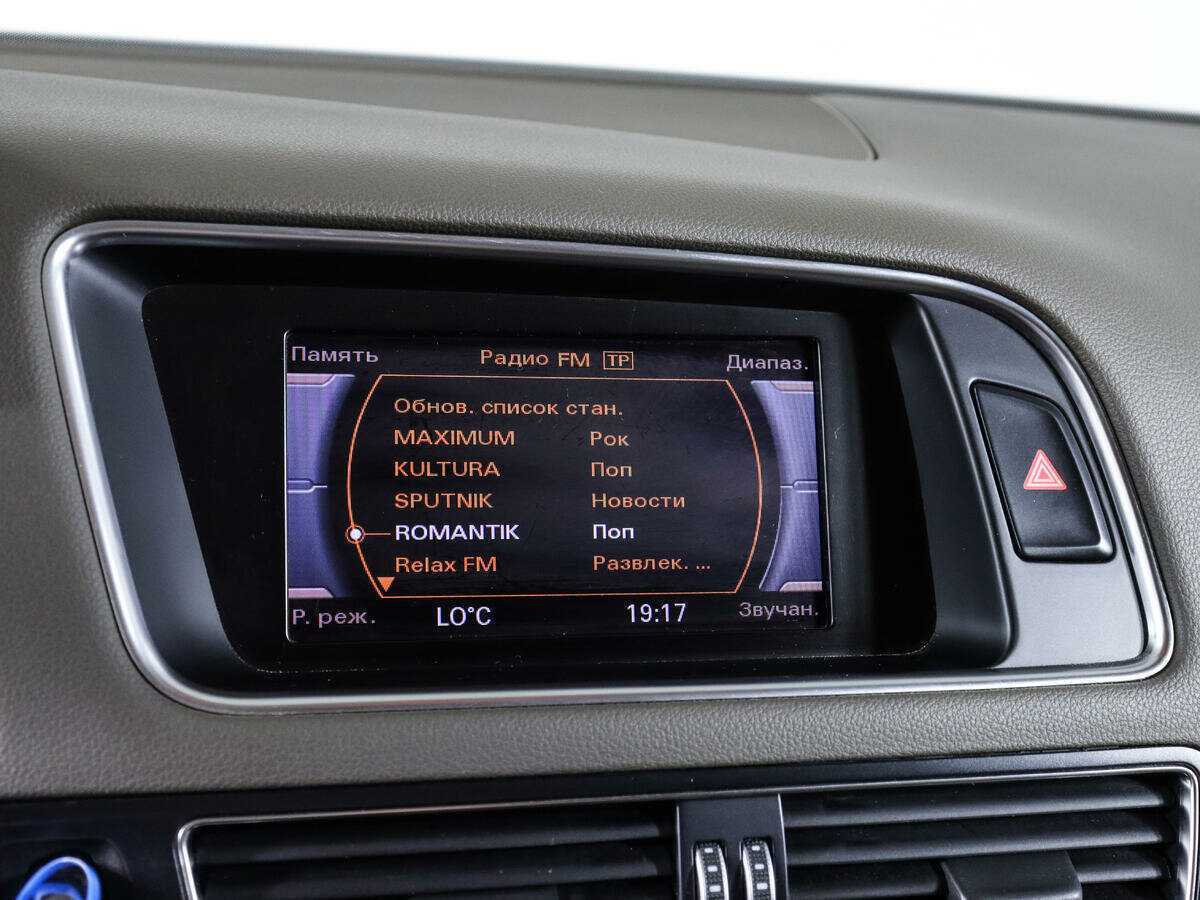 Память Радио FM TP Диапаз.
Обнов. список стан.
MAXIMUM Рок
KULTURA Поп
SPUTNIK Новости
ROMANTIK Поп
Relax FM Развлек. ...
Р. реж. LO°C 19:17 Звучан.